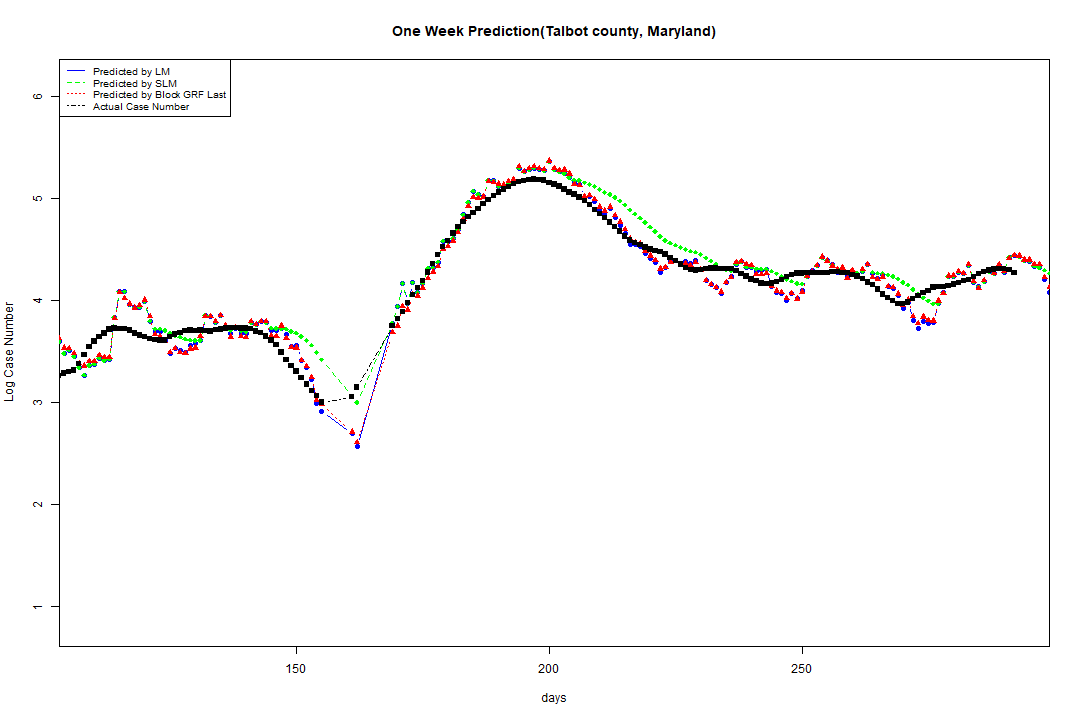 One Week Prediction(Talbot county, Maryland)
Predicted by LM
Predicted by SLM
Predicted by Block GRF Last
Actual Case Number
6
5
4
3
2
1
Log Case Number
150
200
250
days